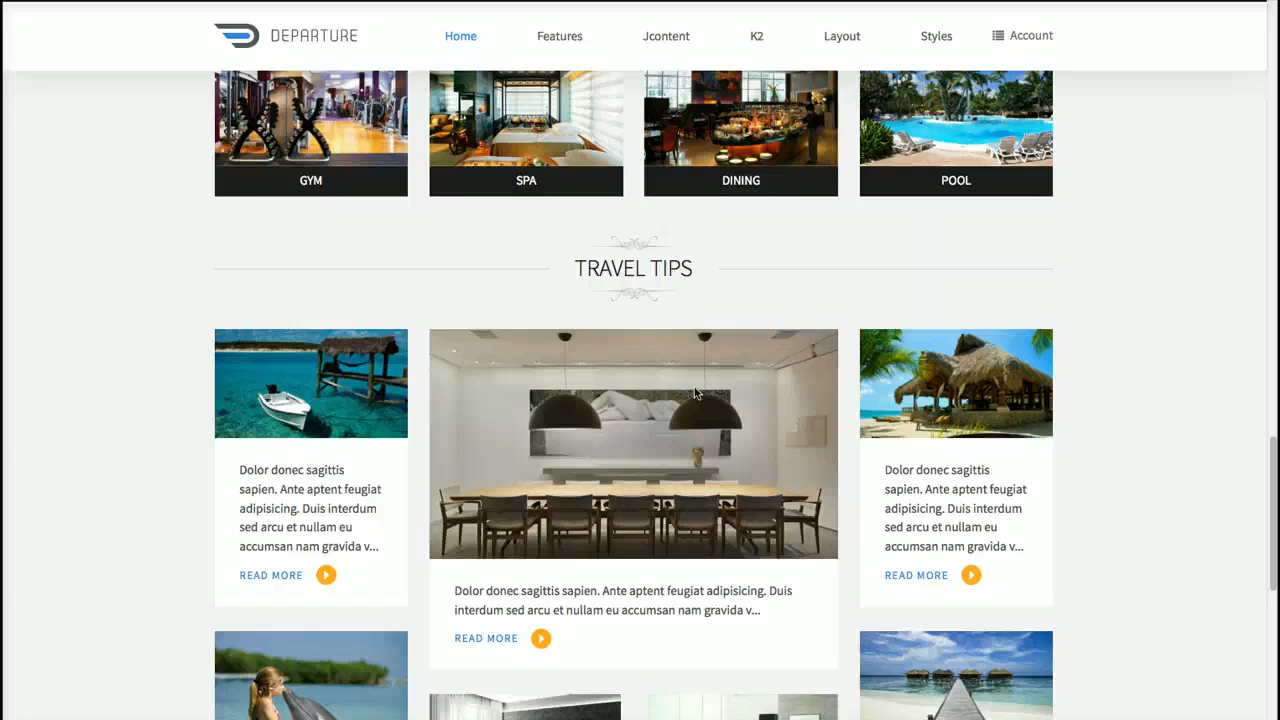 DEPARTURE
Home
Features
Jcontent
K2
Layout
Styles
Account
GYM
SPA
DINING
POOL
TRAVEL TIPS
Dolor donec sagittis
sapien. Ante aptent feugiat
adipisicing. Duis interdum
sed arcu et nullam eu
accumsan nam gravida v...
READ MORE
Dolor donec sagittis sapien. Ante aptent feugiat adipisicing. Duis
interdum sed arcu et nullam eu accumsan nam gravida v...
READ MORE
Dolor donec sagittis
sapien. Ante aptent feugiat
adipisicing. Duis interdum
sed arcu et nullam eu
accumsan nam gravida v...
READ MORE